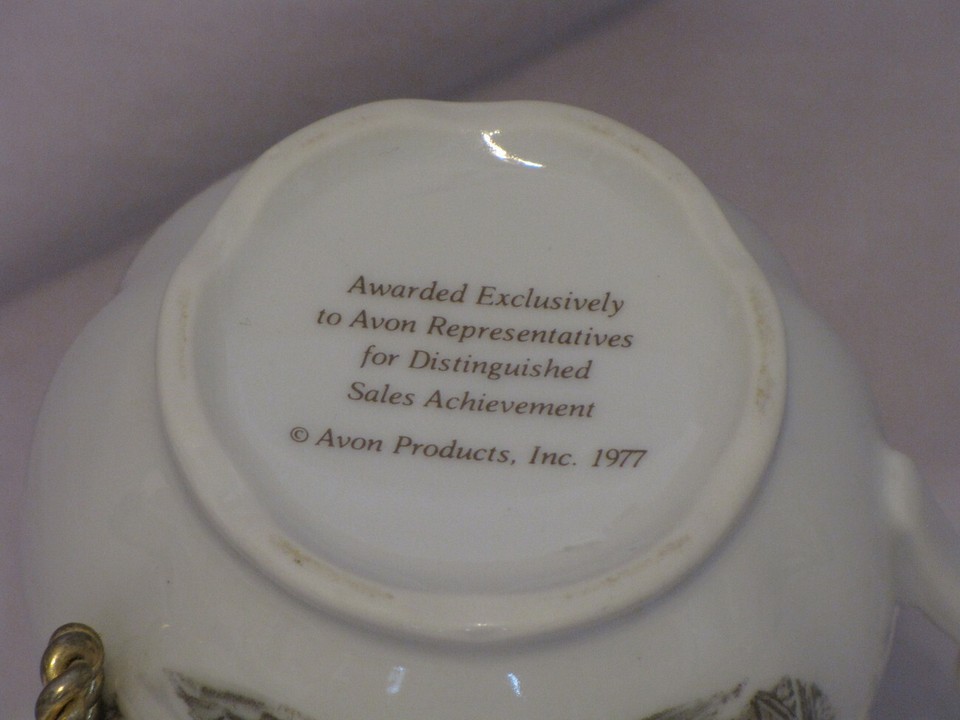 Awarded Exclusively
to Avon Representatives
for Distinguished
Sales Achievement
© Avon Products, Inc. 1977